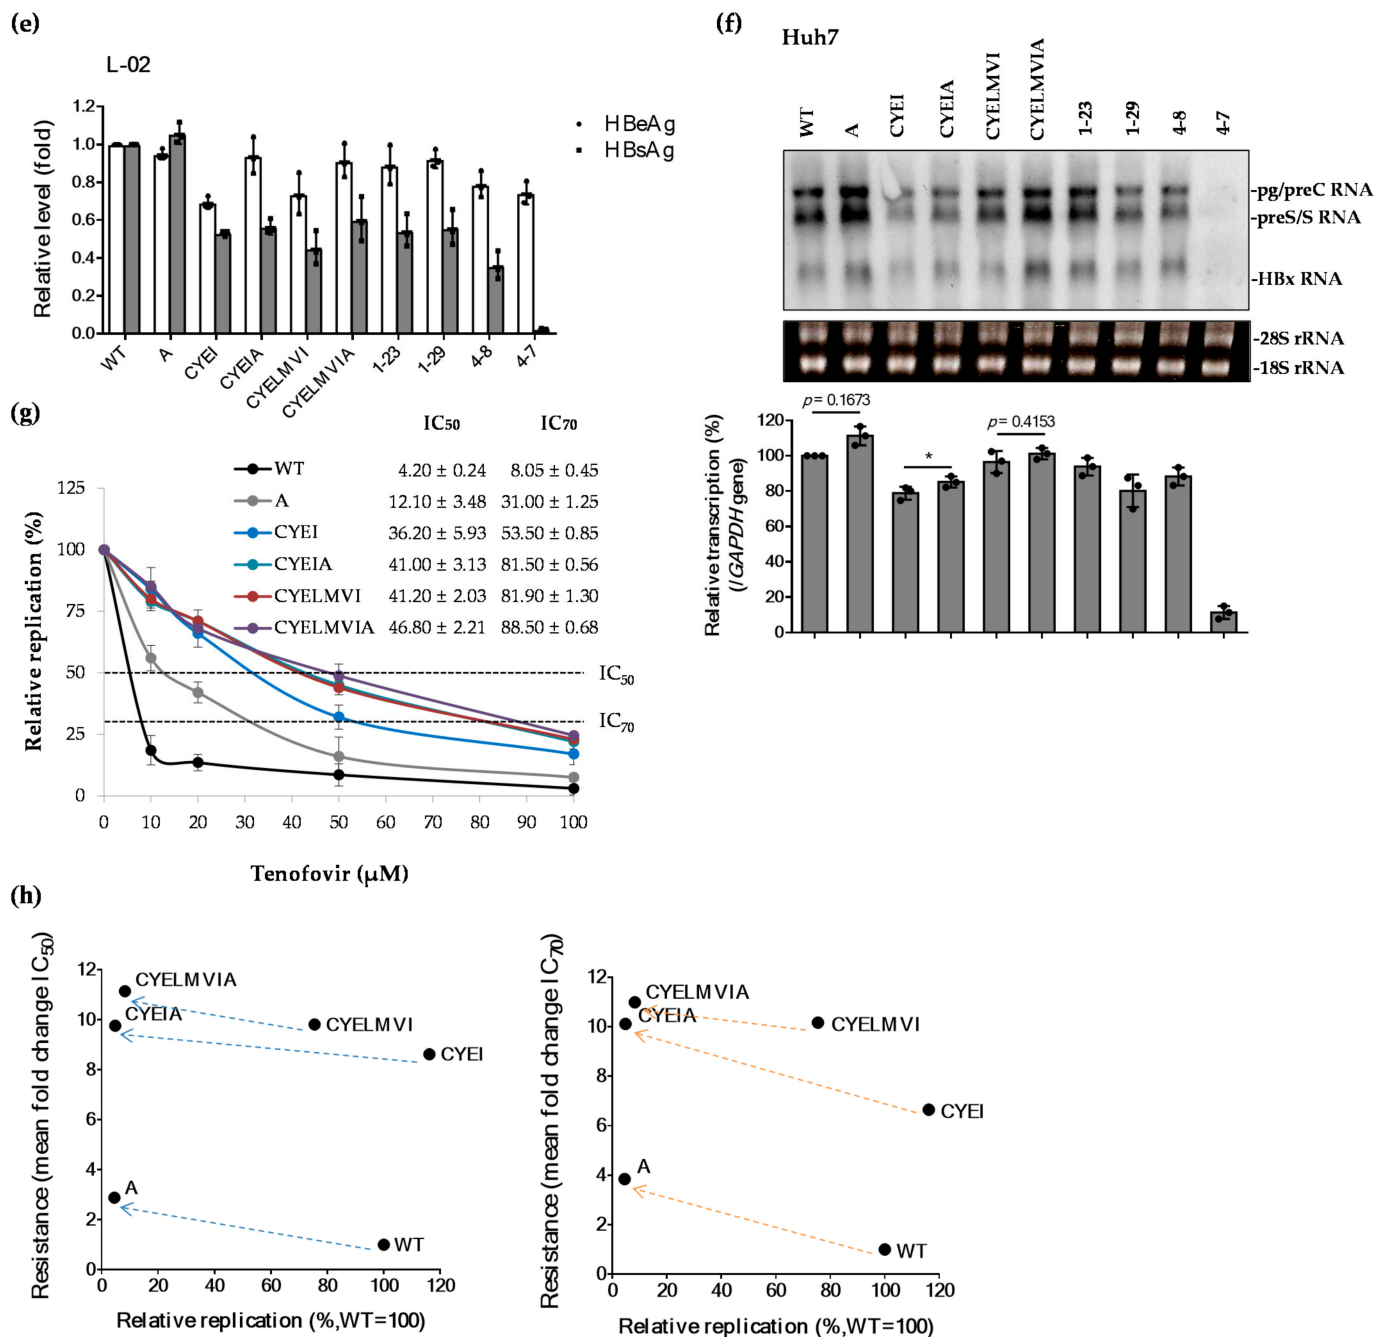 (e)
L-02
Relative level (fold)
1.2
1.0
0.8
0.6
0.4
0.2
0.0
HBeAg
HBsAg
WT
A
CYEI
CYEIA
CYELMVI
CYELMVIA
1-23
1-29
4-8
4-7
(f)
Huh7
WT
A
CYEI
CYEIA
CYELMVI
CYELMVIA
1-23
1-29
4-8
4-7
-pg/preC RNA
-preS/S RNA
-HBx RNA
-28S rRNA
-18S rRNA
Relative transcription (%)
(/GAPDH gene)
120
100
80
60
40
20
0
p= 0.1673
*
p= 0.4153
(g)
IC50 IC70
WT 4.20 ± 0.24 8.05 ± 0.45
A 12.10 ± 3.48 31.00 ± 1.25
CYEI 36.20 ± 5.93 53.50 ± 0.85
CYEIA 41.00 ± 3.13 81.50 ± 0.56
CYELMVI 41.20 ± 2.03 81.90 ± 1.30
CYELMVIA 46.80 ± 2.21 88.50 ± 0.68
Relative replication (%)
125
100
75
50
25
0
IC50
IC70
0 10 20 30 40 50 60 70 80 90 100
Tenofovir (µM)
(h)
Resistance (mean fold change IC50)
12
10
8
6
4
2
0
CYELMVIA
CYEIA
CYELMVI
CYEI
A
WT
0 20 40 60 80 100 120
Relative replication (%,WT=100)
Resistance (mean fold change IC70)
12
10
8
6
4
2
0
CYELMVIA
CYEIA
CYELMVI
CYEI
A
WT
0 20 40 60 80 100 120
Relative replication (%,WT=100)